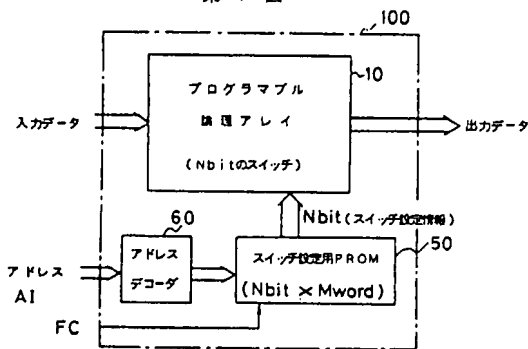 100
10
プログラマブル
論理アレイ
(Nbitのスイッチ)
入力データ
出力データ
Nbit(スイッチ設定情報)
60
50
アドレス
デコーダ
スイッチ設定用PROM
(Nbit × Mword)
アドレス
AI
FC